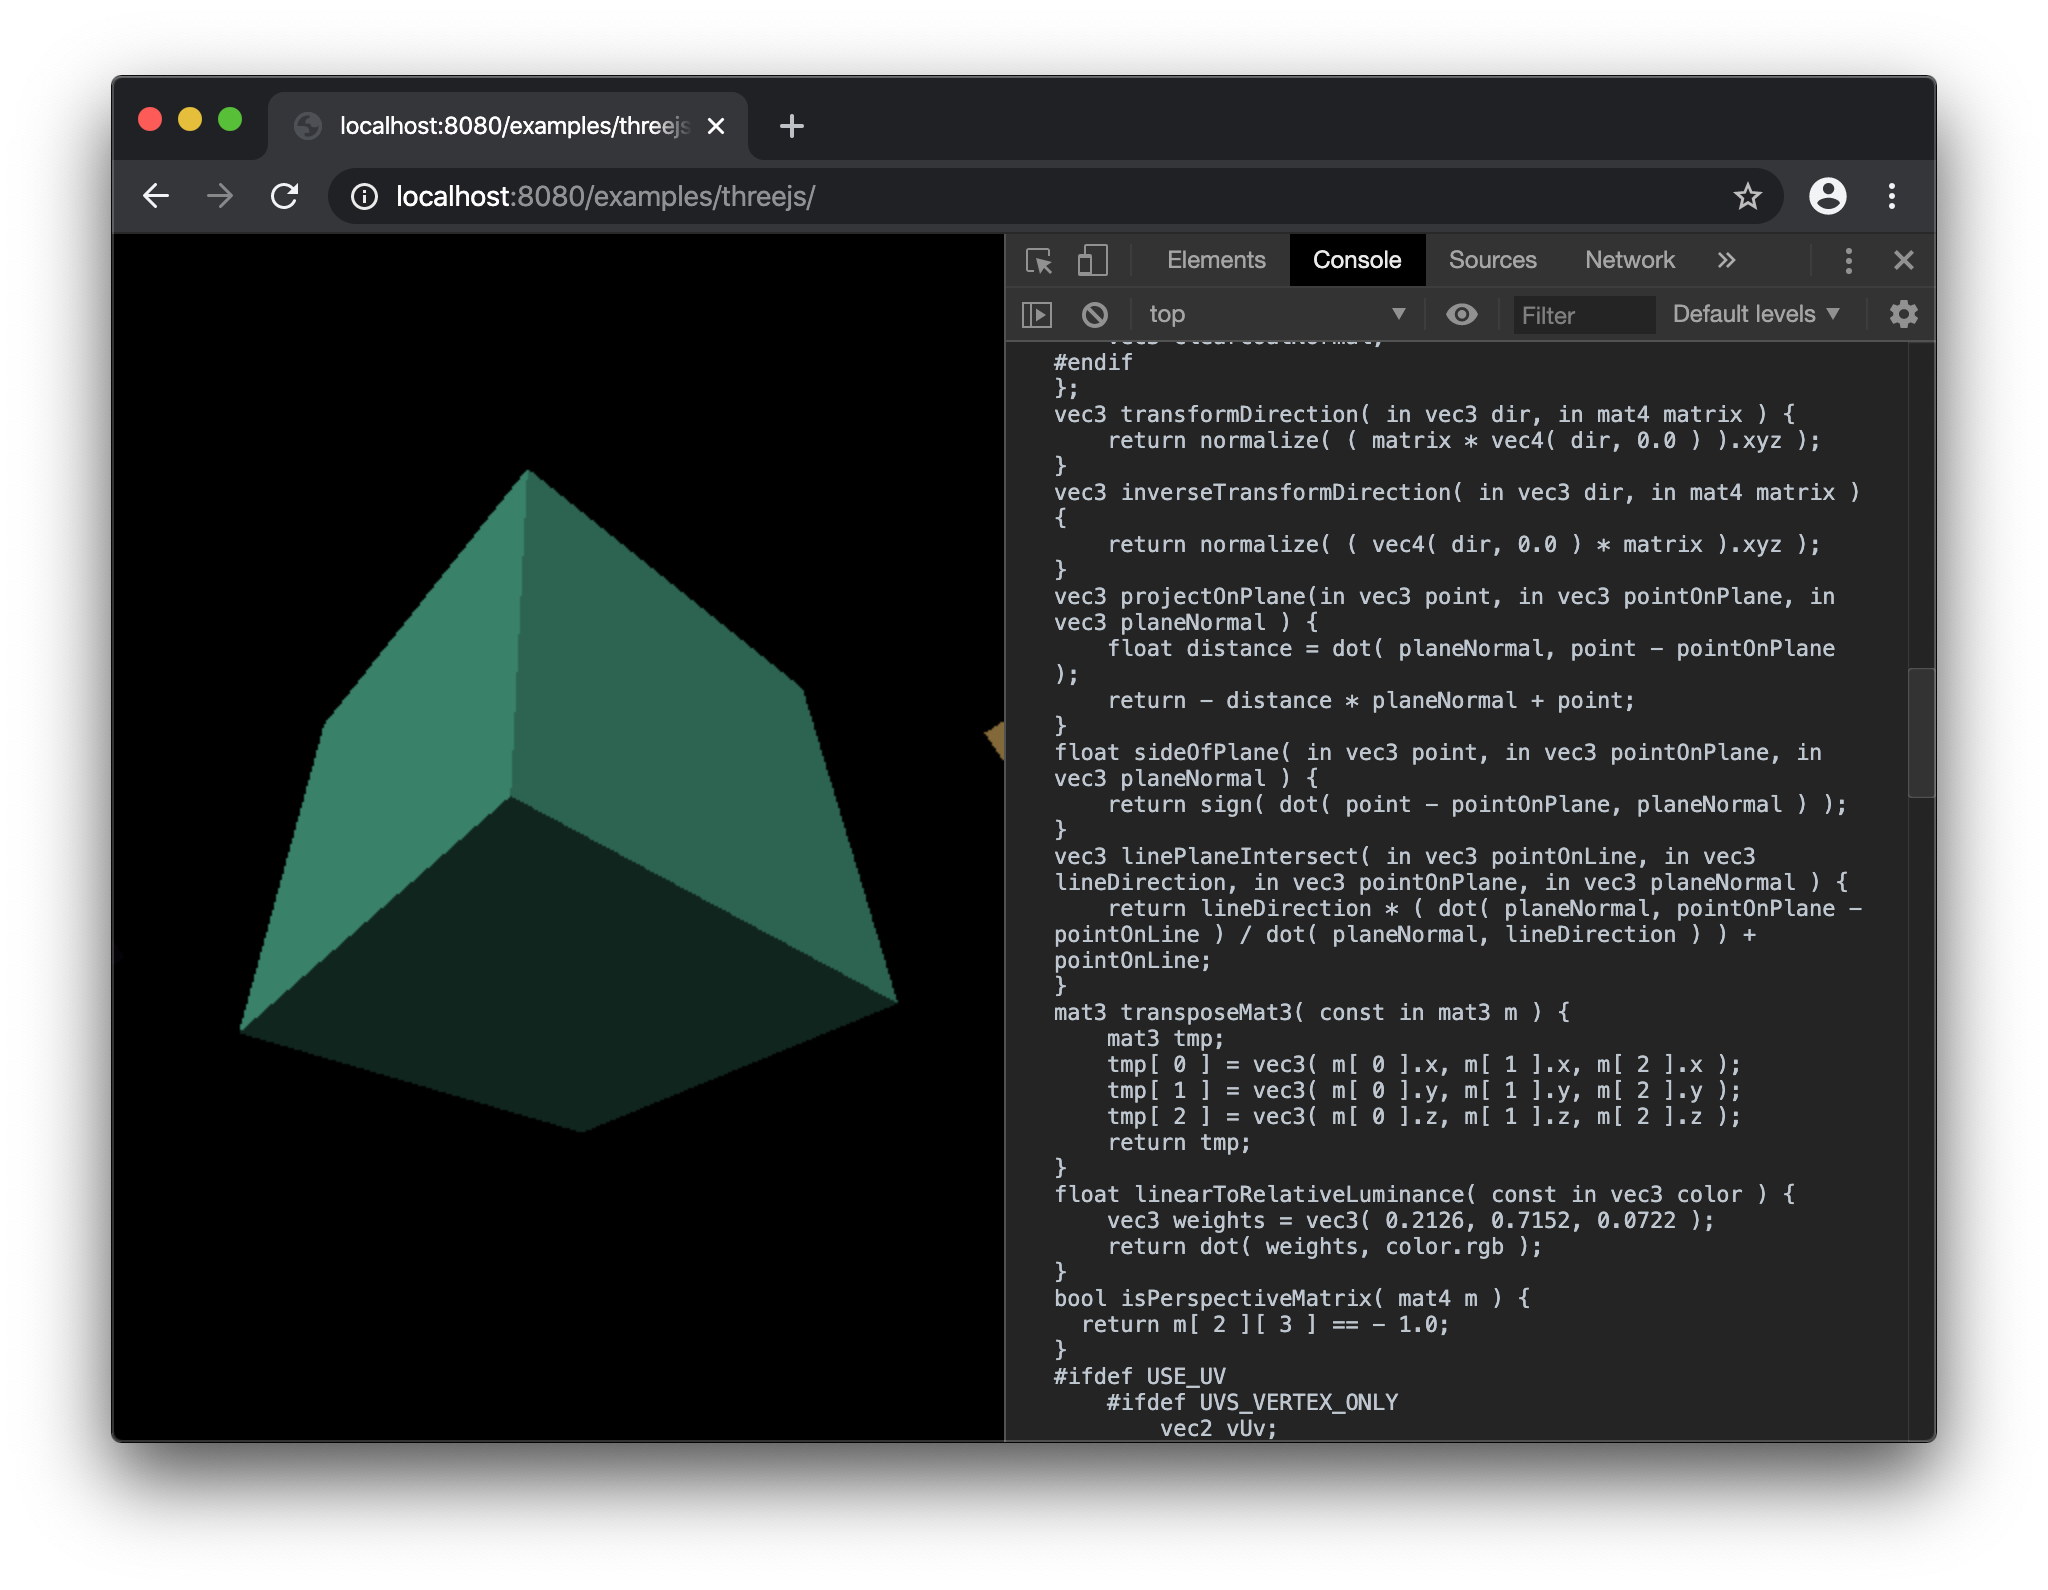 localhost:8080/examples/threejs
localhost:8080/examples/threejs/
Elements Console Sources Network
top Filter Default levels
#endif
};
vec3 transformDirection( in vec3 dir, in mat4 matrix ) {
return normalize( ( matrix * vec4( dir, 0.0 ) ).xyz );
}
vec3 inverseTransformDirection( in vec3 dir, in mat4 matrix )
{
return normalize( ( vec4( dir, 0.0 ) * matrix ).xyz );
}
vec3 projectOnPlane(in vec3 point, in vec3 pointOnPlane, in
vec3 planeNormal ) {
float distance = dot( planeNormal, point - pointOnPlane
);
return - distance * planeNormal + point;
}
float sideOfPlane( in vec3 point, in vec3 pointOnPlane, in
vec3 planeNormal ) {
return sign( dot( point - pointOnPlane, planeNormal ) );
}
vec3 linePlaneIntersect( in vec3 pointOnLine, in vec3
lineDirection, in vec3 pointOnPlane, in vec3 planeNormal ) {
return lineDirection * ( dot( planeNormal, pointOnPlane -
pointOnLine ) / dot( planeNormal, lineDirection ) ) +
pointOnLine;
}
mat3 transposeMat3( const in mat3 m ) {
mat3 tmp;
tmp[ 0 ] = vec3( m[ 0 ].x, m[ 1 ].x, m[ 2 ].x );
tmp[ 1 ] = vec3( m[ 0 ].y, m[ 1 ].y, m[ 2 ].y );
tmp[ 2 ] = vec3( m[ 0 ].z, m[ 1 ].z, m[ 2 ].z );
return tmp;
}
float linearToRelativeLuminance( const in vec3 color ) {
vec3 weights = vec3( 0.2126, 0.7152, 0.0722 );
return dot( weights, color.rgb );
}
bool isPerspectiveMatrix( mat4 m ) {
return m[ 2 ][ 3 ] == - 1.0;
}
#ifdef USE_UV
#ifdef UVS_VERTEX_ONLY
vec2 vUv;